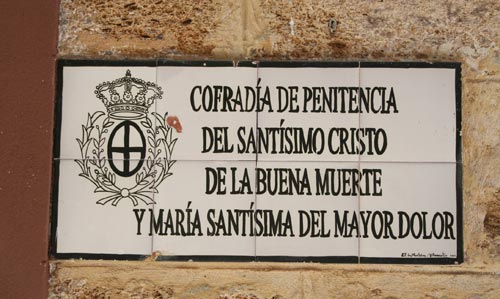 COFRADÍA DE PENITENCIA
DEL SANTÍSIMO CRISTO
DE LA BUENA MUERTE
Y MARÍA SANTÍSIMA DEL MAYOR DOLOR